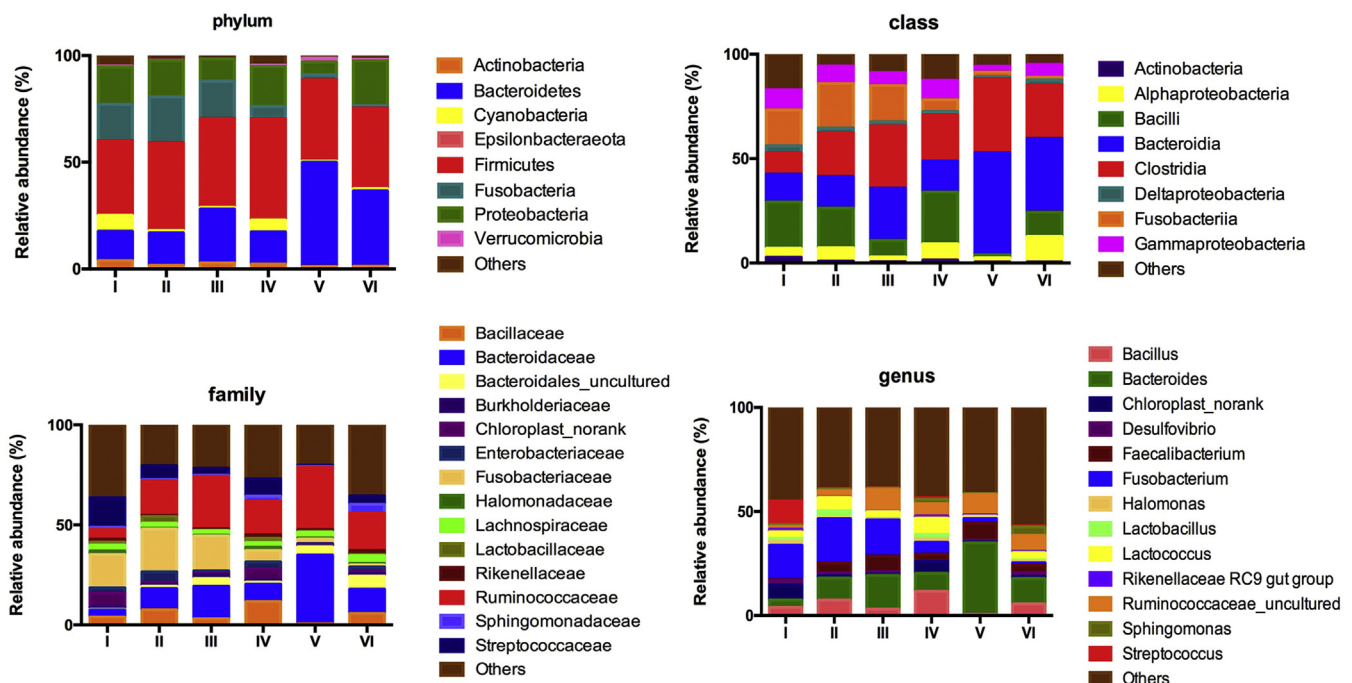 phylum
Relative abundance (%)
100
50
0
I II III IV V VI
Actinobacteria
Bacteroidetes
Cyanobacteria
Epsilonbacteraeota
Firmicutes
Fusobacteria
Proteobacteria
Verrucomicrobia
Others
class
Relative abundance (%)
100
50
0
I II III IV V VI
Actinobacteria
Alphaproteobacteria
Bacilli
Bacteroidia
Clostridia
Deltaproteobacteria
Fusobacteriia
Gammaproteobacteria
Others
family
Relative abundance (%)
100
50
0
I II III IV V VI
Bacillaceae
Bacteroidaceae
Bacteroidales_uncultured
Burkholderiaceae
Chloroplast_norank
Enterobacteriaceae
Fusobacteriaceae
Halomonadaceae
Lachnospiraceae
Lactobacillaceae
Rikenellaceae
Ruminococcaceae
Sphingomonadaceae
Streptococcaceae
Others
genus
Relative abundance (%)
100
50
0
I II III IV V VI
Bacillus
Bacteroides
Chloroplast_norank
Desulfovibrio
Faecalibacterium
Fusobacterium
Halomonas
Lactobacillus
Lactococcus
Rikenellaceae RC9 gut group
Ruminococcaceae_uncultured
Sphingomonas
Streptococcus
Others